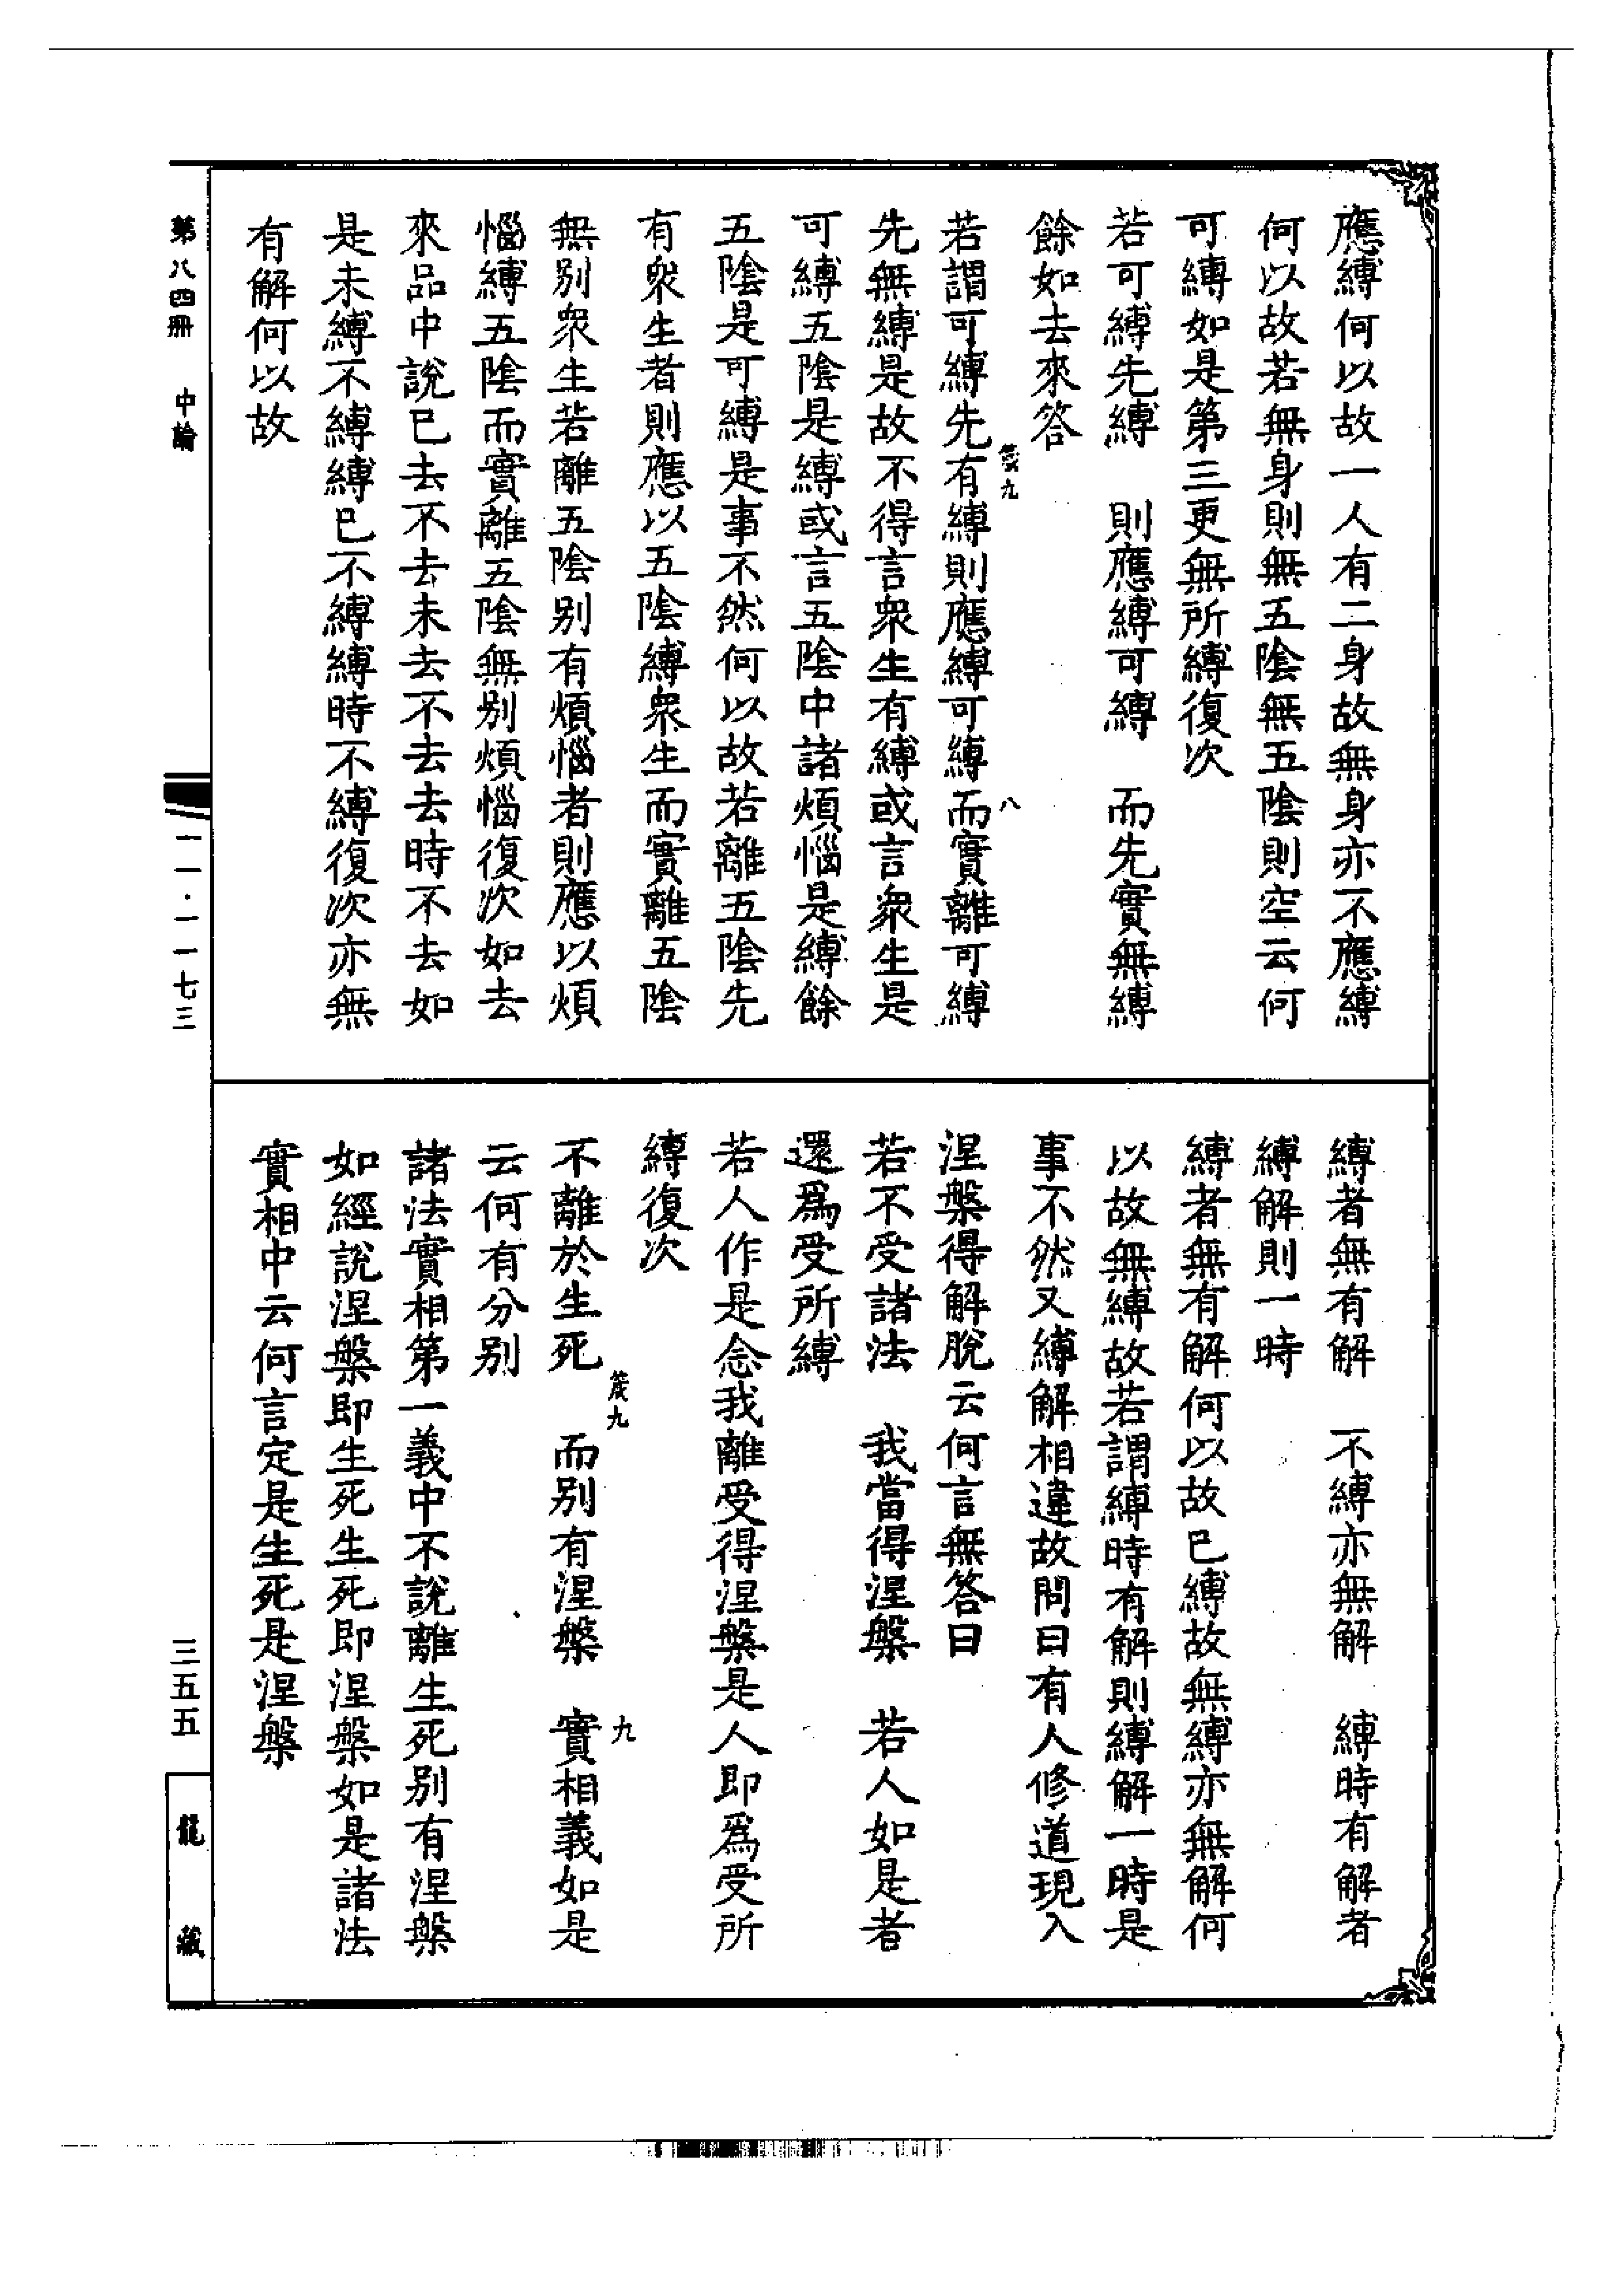 應縛何以故一人有二身故無身亦不應縛
何以故若無身則無五陰無五陰則空云何
可縛如是第三更無所縛復次
若可縛先縛　則應縛可縛　而先實無縛
餘如去來答
若謂可縛先有縛則應縛可縛而實離可縛
先無縛是故不得言眾生有縛或言眾生是
可縛五陰是縛或言五陰中諸煩惱是縛餘
五陰是可縛是事不然何以故若離五陰先
有眾生者則應以五陰縛眾生而實離五陰
無別眾生若離五陰別有煩惱者則應以煩
惱縛五陰而實離五陰無別煩惱復次如去
來品中說已去不去未去不去去時不去如
是未縛不縛縛已不縛縛時不縛復次亦無
有解何以故
八
縛者無有解　不縛亦無解　縛時有解者
縛解則一時
縛者無有解何以故已縛故無縛亦無解何
以故無縛故若謂縛時有解則縛解一時是
事不然又縛解相違故問曰有人修道現入
涅槃得解脫云何言無答曰
若不受諸法　我當得涅槃　若人如是者
還為受所縛
若人作是念我離受得涅槃是人即為受所
縛復次
不離於生死　而別有涅槃　實相義如是
云何有分別
諸法實相第一義中不說離生死別有涅槃
如經說涅槃即生死生死即涅槃如是諸法
實相中云何言定是生死是涅槃
九
第八四冊　中論
一一·一一七三
三五五
龍藏